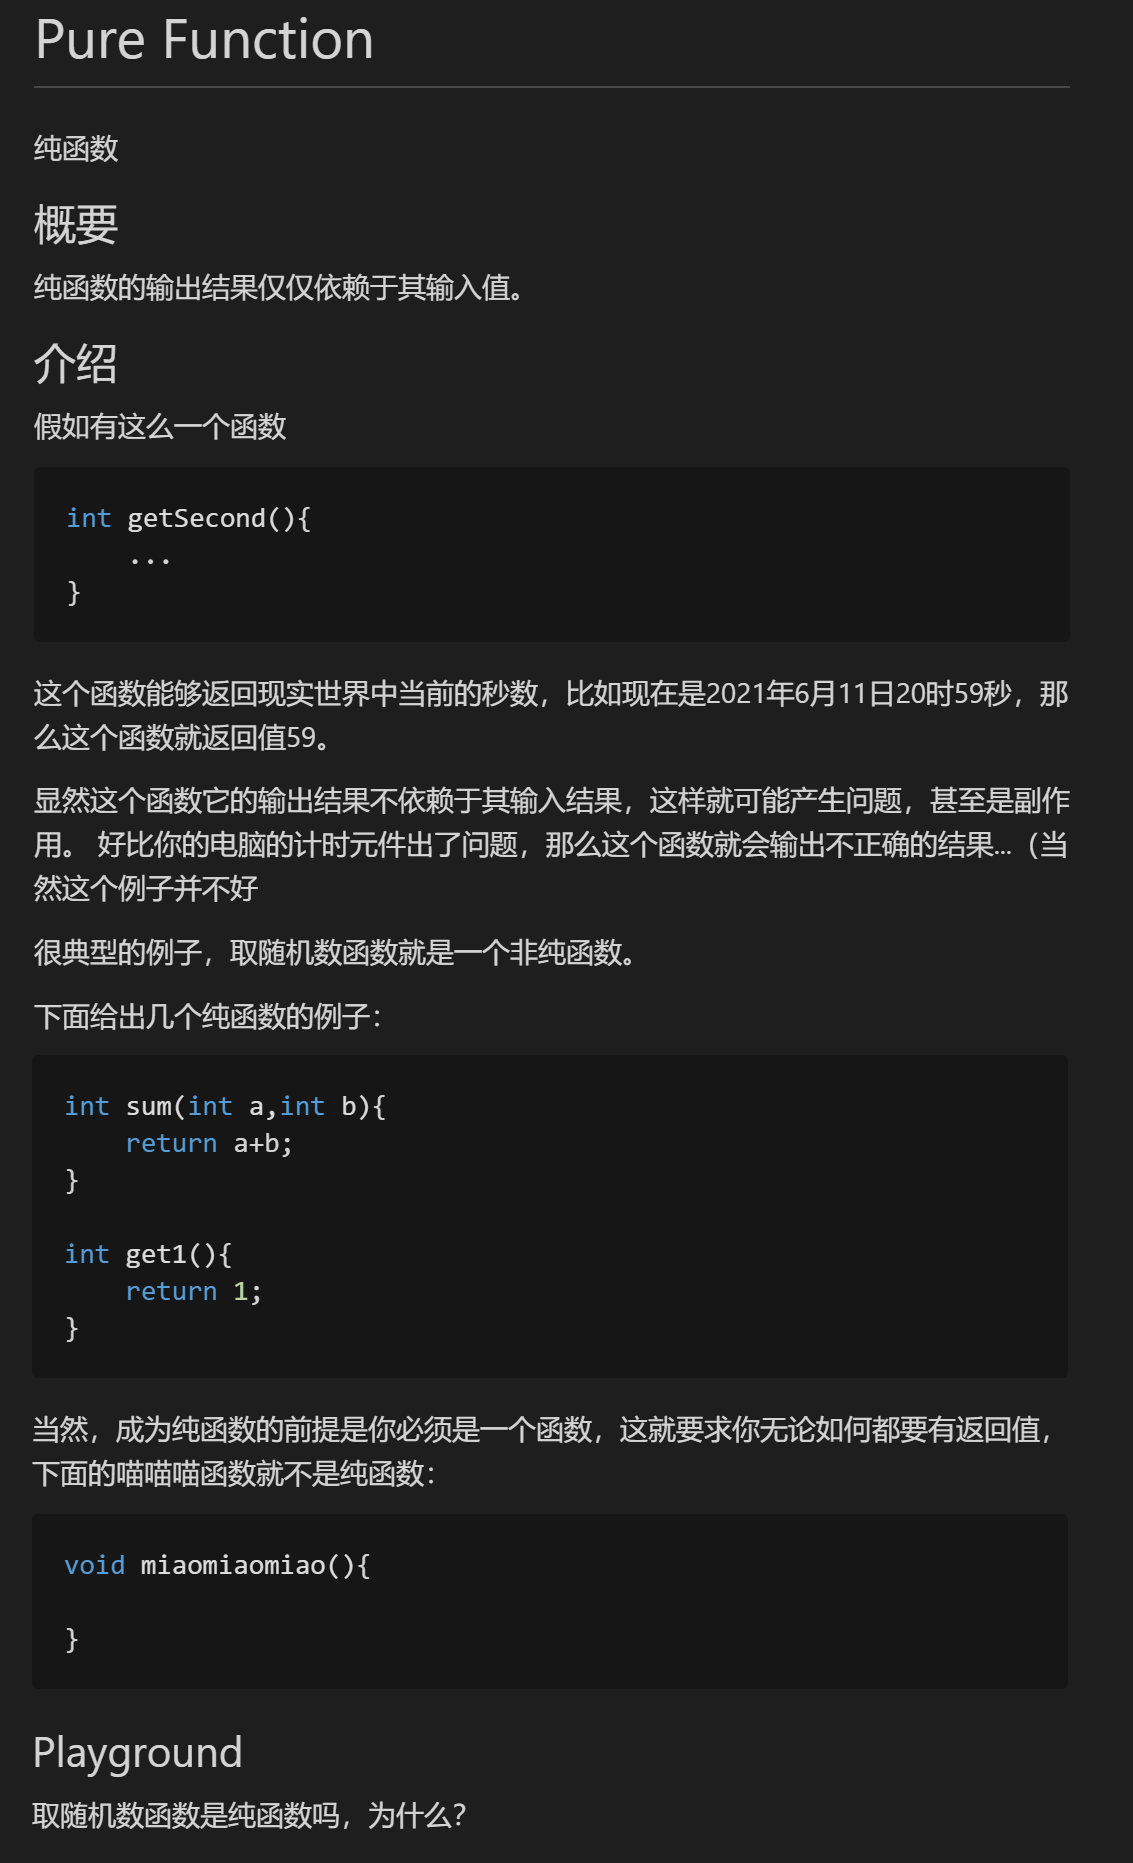 Pure Function
纯函数
概要
纯函数的输出结果仅仅依赖于其输入值。
介绍
假如有这么一个函数
int getSecond(){
    ...
}
这个函数能够返回现实世界中当前的秒数，比如现在是2021年6月11日20时59秒，那
么这个函数就返回值59。
显然这个函数它的输出结果不依赖于其输入结果，这样就可能产生问题，甚至是副作
用。 好比你的电脑的计时元件出了问题，那么这个函数就会输出不正确的结果...（当
然这个例子并不好
很典型的例子，取随机数函数就是一个非纯函数。
下面给出几个纯函数的例子：
int sum(int a,int b){
    return a+b;
}
int get1(){
    return 1;
}
当然，成为纯函数的前提是你必须是一个函数，这就要求你无论如何都要有返回值，
下面的喵喵喵函数就不是纯函数：
void miaomiaomiao(){
}
Playground
取随机数函数是纯函数吗，为什么？